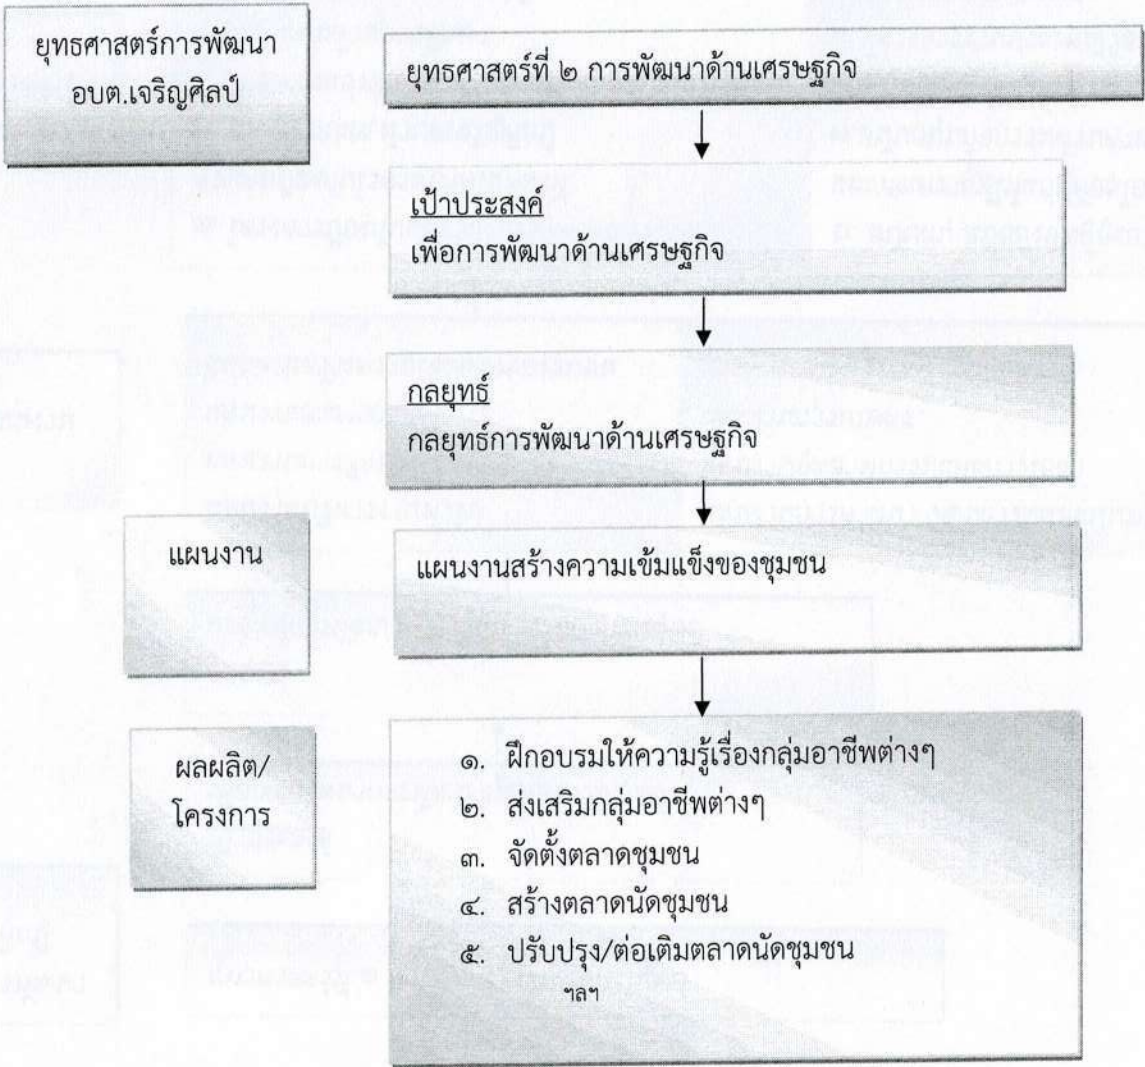 ยุทธศาสตร์การพัฒนา
อบต.เจริญศิลป์
ยุทธศาสตร์ที่ ๒ การพัฒนาด้านเศรษฐกิจ
เป้าประสงค์
เพื่อการพัฒนาด้านเศรษฐกิจ
กลยุทธ์
กลยุทธ์การพัฒนาด้านเศรษฐกิจ
แผนงาน
แผนงานสร้างความเข้มแข็งของชุมชน
ผลผลิต/
โครงการ
๑. ฝึกอบรมให้ความรู้เรื่องกลุ่มอาชีพต่างๆ
๒. ส่งเสริมกลุ่มอาชีพต่างๆ
๓. จัดตั้งตลาดชุมชน
๔. สร้างตลาดนัดชุมชน
๕. ปรับปรุง/ต่อเติมตลาดนัดชุมชน
ฯลฯ